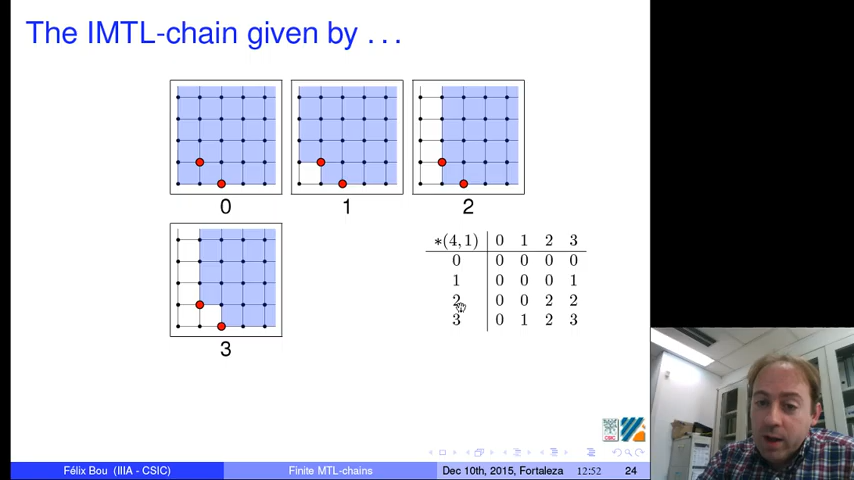 The IMTL-chain given by . . .
0 1 2
3
*(4, 1) 0 1 2 3
0 0 0 0 0
1 0 0 0 1
2 0 0 2 2
3 0 1 2 3
CSIC
Félix Bou (IIIA - CSIC) Finite MTL-chains Dec 10th, 2015, Fortaleza 12:52 24